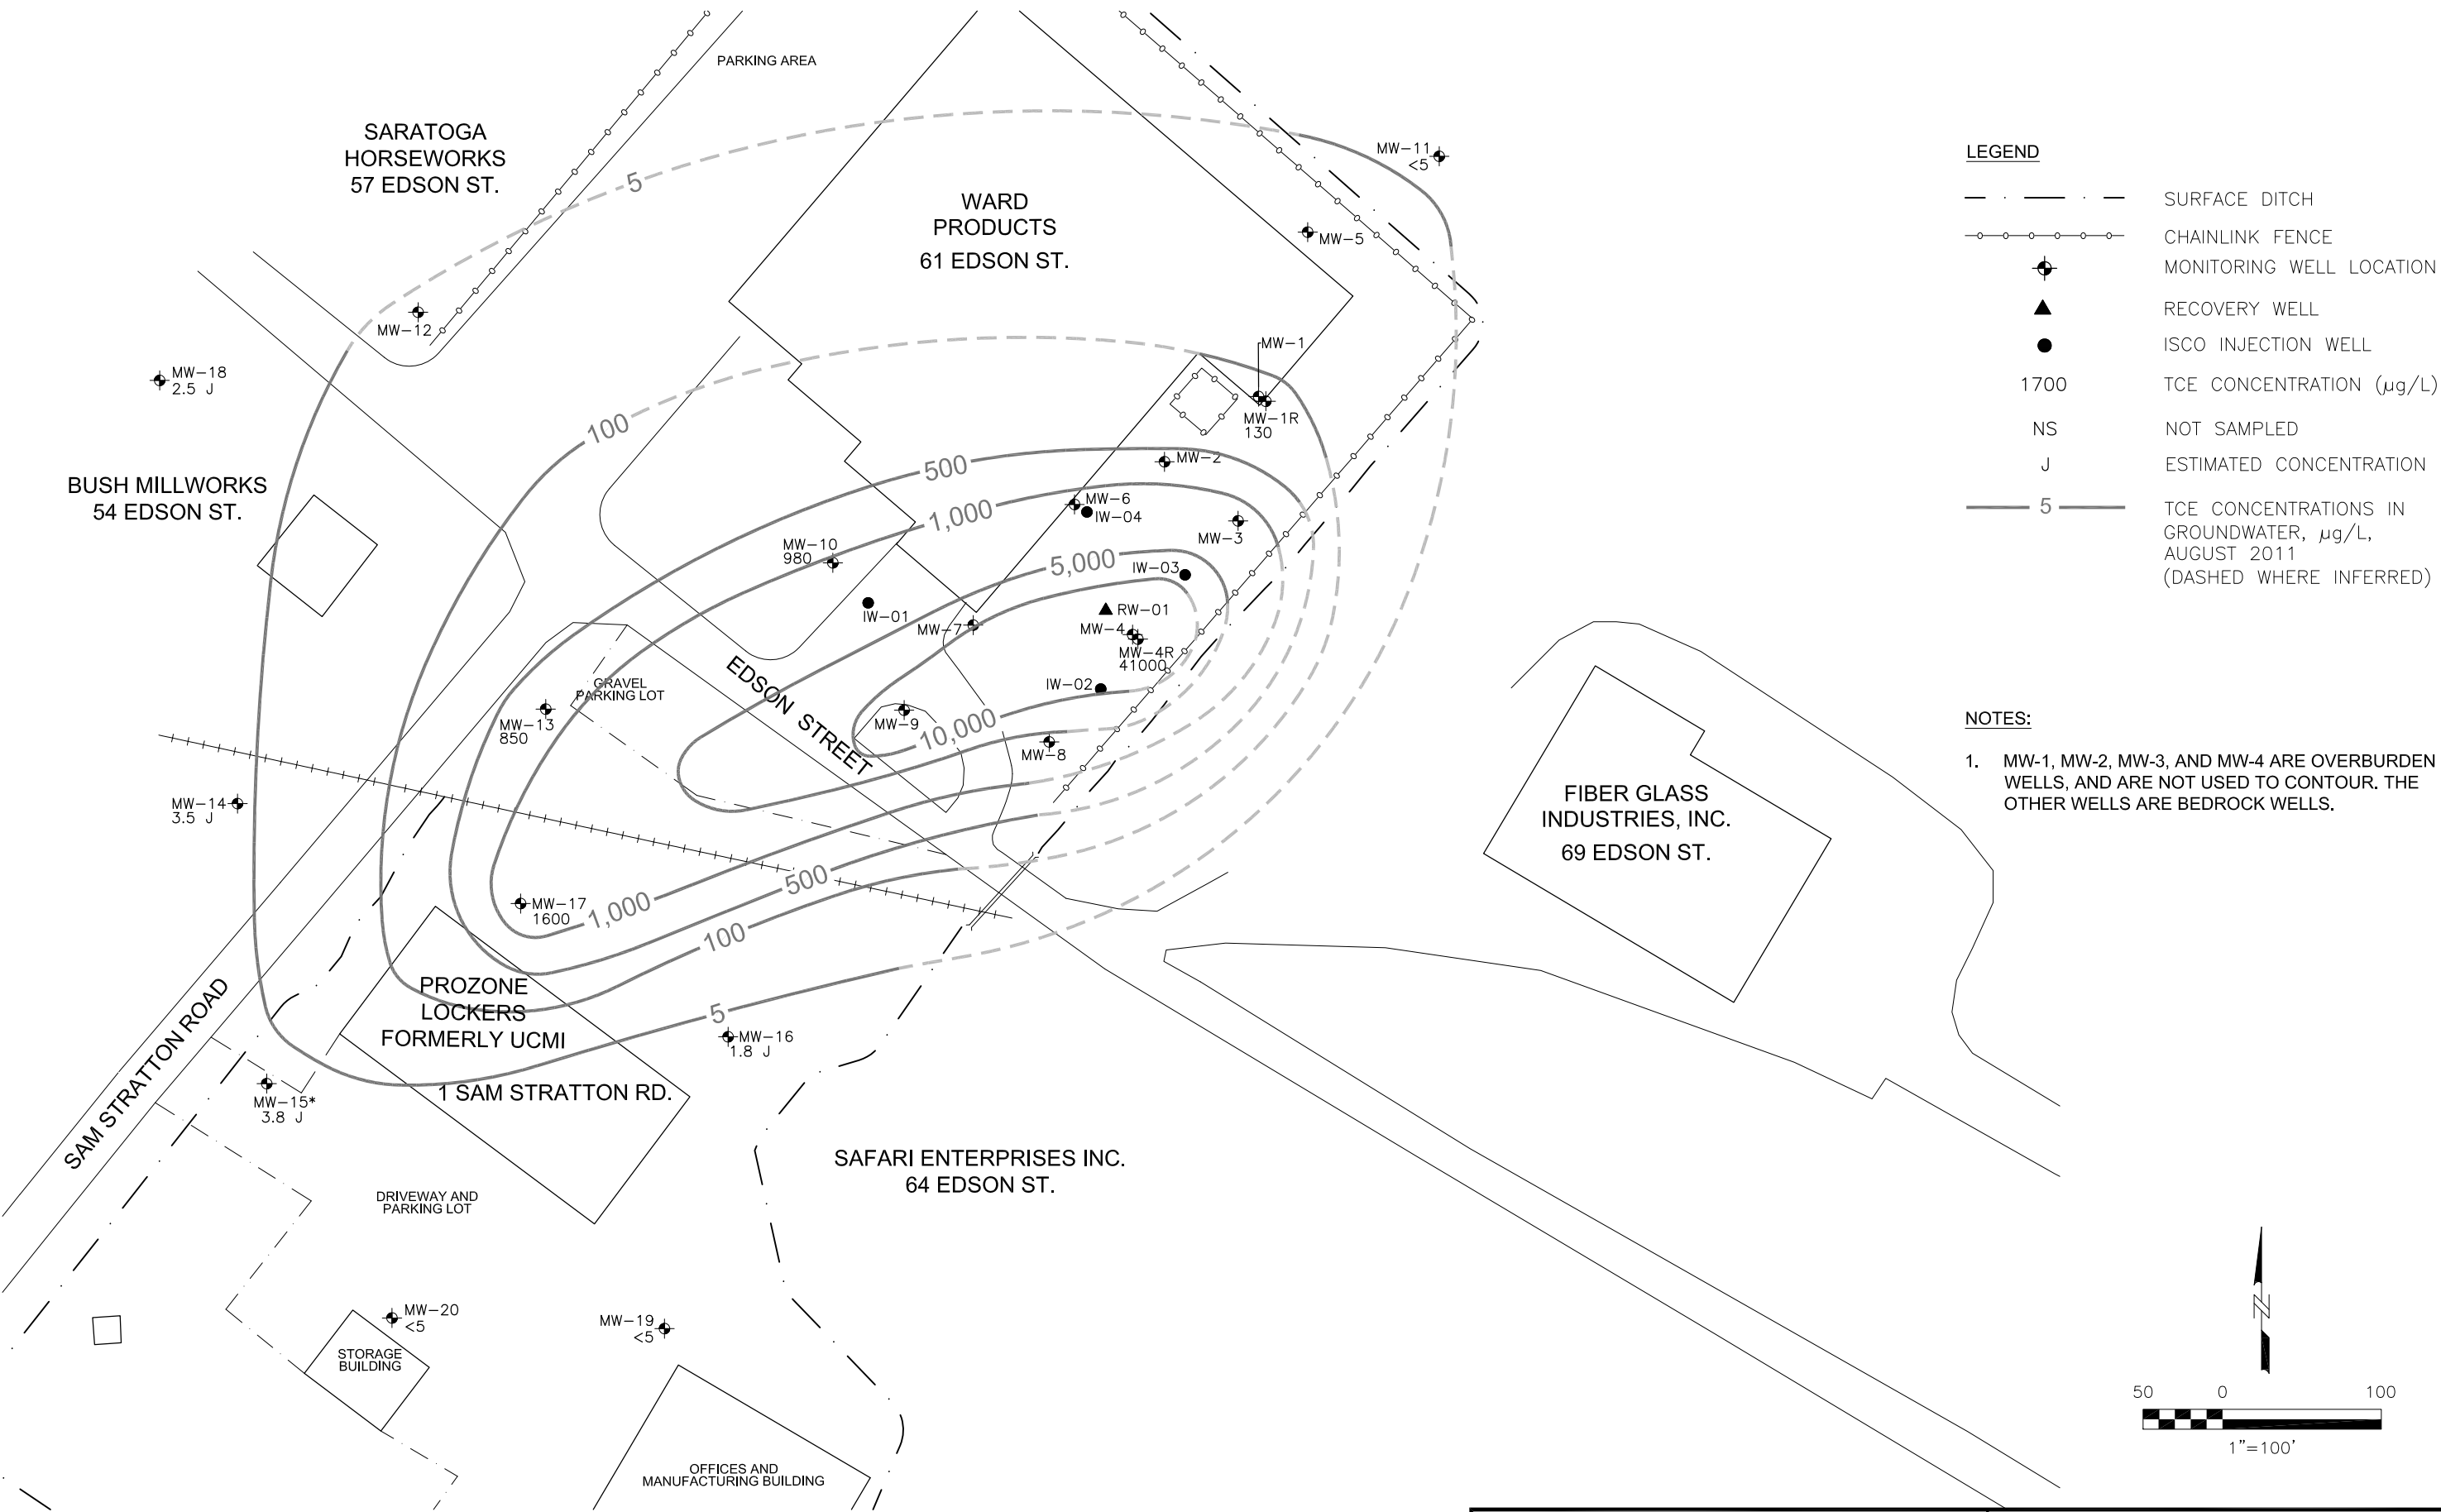 PARKING AREA
SARATOGA
HORSEWORKS
57 EDSON ST.
5
WARD
PRODUCTS
61 EDSON ST.
MW-11
<5
MW-5
MW-12
MW-18
2.5 J
BUSH MILLWORKS
54 EDSON ST.
100
MW-1
MW-1R
130
500
MW-2
MW-6
IW-04
1,000
MW-3
MW-10
980
5,000
IW-03
IW-01
RW-01
MW-7
MW-4
MW-4R
41000
IW-02
GRAVEL
PARKING LOT
EDSON STREET
MW-13
850
MW-9
10,000
MW-8
MW-14
3.5 J
MW-17
1600
1,000
500
100
5
PROZONE
LOCKERS
FORMERLY UCMI
1 SAM STRATTON RD.
SAM STRATTON ROAD
MW-16
1.8 J
MW-15*
3.8 J
DRIVEWAY AND
PARKING LOT
SAFARI ENTERPRISES INC.
64 EDSON ST.
FIBER GLASS
INDUSTRIES, INC.
69 EDSON ST.
MW-20
<5
MW-19
<5
STORAGE
BUILDING
OFFICES AND
MANUFACTURING BUILDING
LEGEND
SURFACE DITCH
CHAINLINK FENCE
MONITORING WELL LOCATION
RECOVERY WELL
ISCO INJECTION WELL
1700 TCE CONCENTRATION (µg/L)
NS NOT SAMPLED
J ESTIMATED CONCENTRATION
5 TCE CONCENTRATIONS IN
GROUNDWATER, µg/L,
AUGUST 2011
(DASHED WHERE INFERRED)
NOTES:
1. MW-1, MW-2, MW-3, AND MW-4 ARE OVERBURDEN
WELLS, AND ARE NOT USED TO CONTOUR. THE
OTHER WELLS ARE BEDROCK WELLS.
N
50 0 100
1"=100'